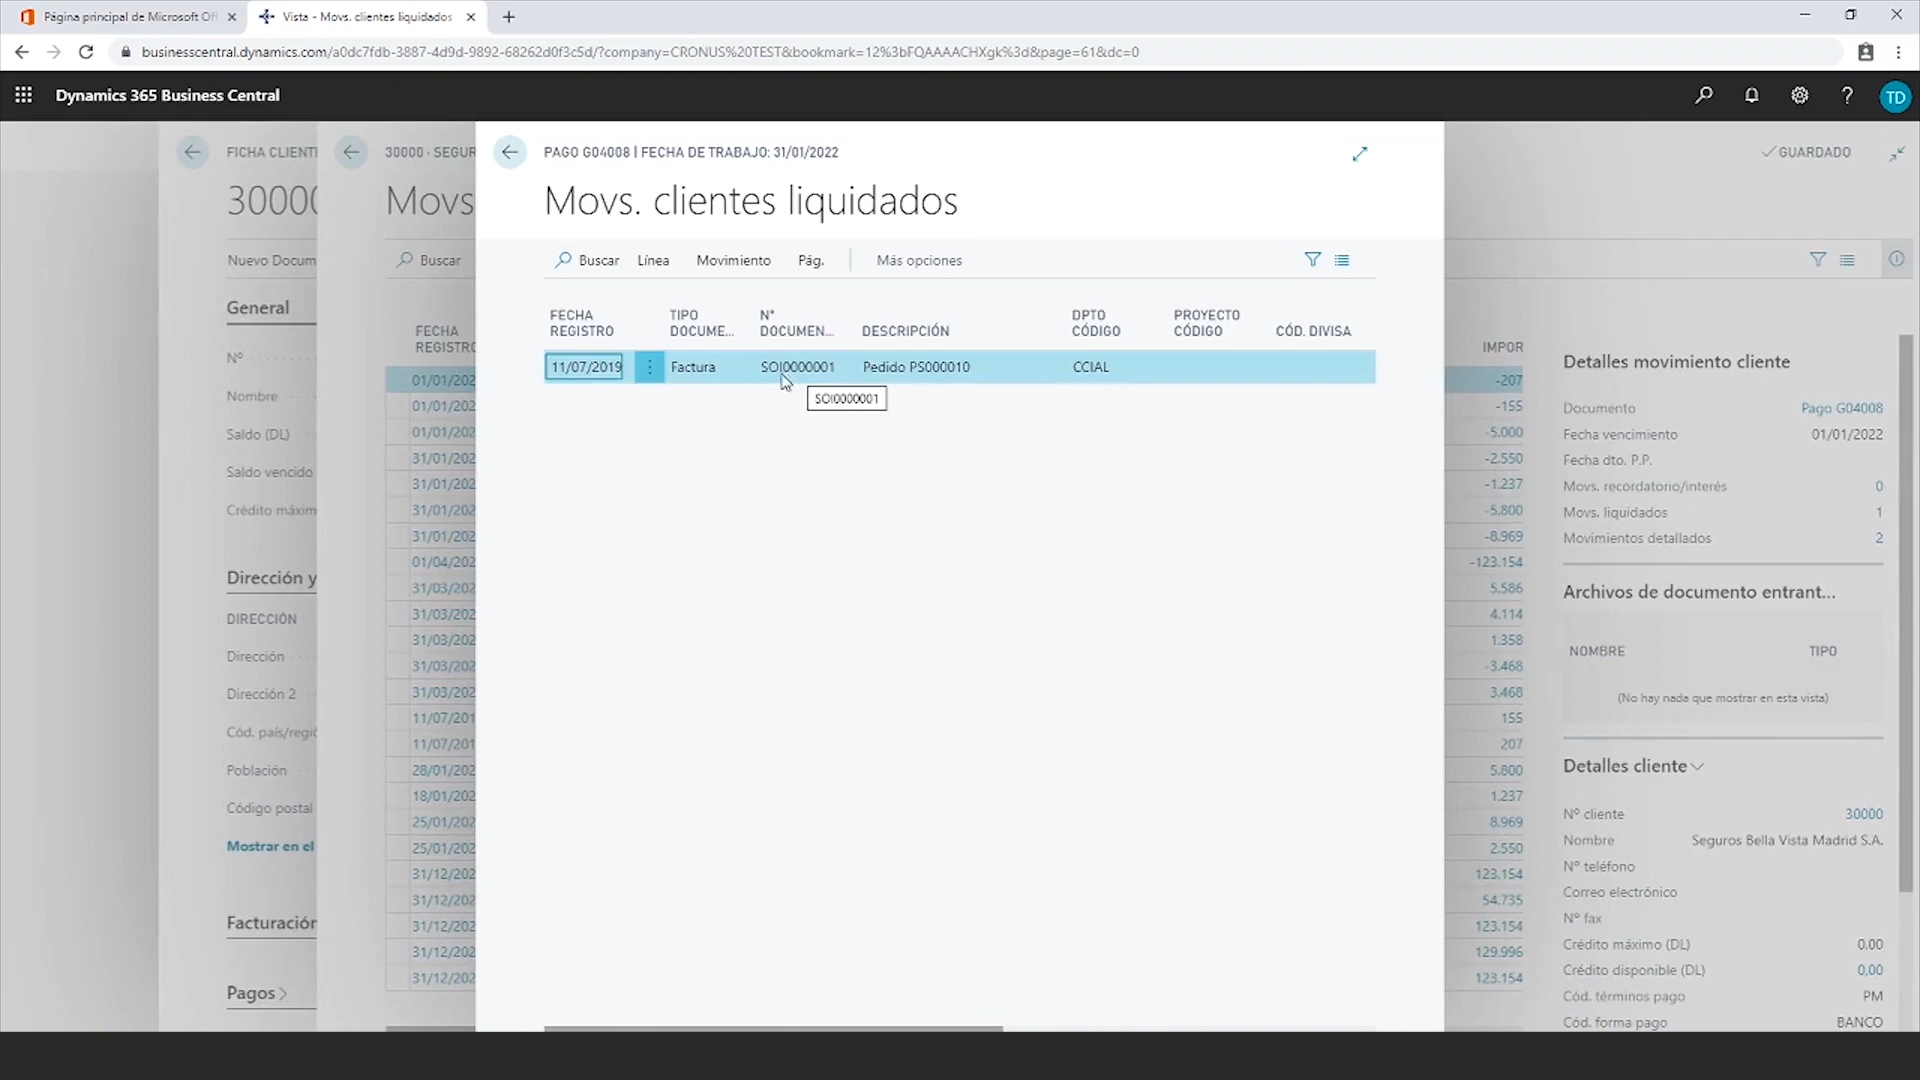 Página principal de Microsoft Of
Vista - Movs. clientes liquidados
businesscentral.dynamics.com/a0dc7fdb-3887-4d9d-9892-68262d0f3c5d/?company=CRONUS%20TEST&bookmark=12%3bFQAAAACHXgk%3d&page=61&dc=0
Dynamics 365 Business Central
TD
FICHA CLIENT
30000
Nuevo Docum
General
Nº
Nombre
Saldo (DL)
Saldo vencido
Crédito máxim
Dirección y
DIRECCIÓN
Dirección
Dirección 2
Cód. país/regió
Población
Código postal
Mostrar en el
Facturación
Pagos
30000 · SEGUR
Movs
Buscar
FECHA
REGISTRO
01/01/202
01/01/202
01/01/202
31/01/202
31/01/202
31/01/202
31/01/202
01/04/202
31/03/202
31/03/202
31/03/202
31/03/202
31/03/202
11/07/201
11/07/201
28/01/202
18/01/202
25/01/202
25/01/202
31/12/202
31/12/202
31/12/202
31/12/202
31/12/202
PAGO G04008 | FECHA DE TRABAJO: 31/01/2022
Movs. clientes liquidados
Buscar Línea Movimiento Pág. Más opciones
FECHA REGISTRO
TIPO DOCUME...
N° DOCUMEN...
DESCRIPCIÓN
DPTO CÓDIGO
PROYECTO CÓDIGO
CÓD. DIVISA
11/07/2019 Factura SOI0000001 Pedido PS000010 CCIAL
SOI0000001
GUARDADO
IMPOR
-207
-155
-5.000
-2.550
-1.237
-5.800
-8.969
-123.154
5.586
4.114
1.358
-3.468
3.468
155
207
5.800
1.237
8.969
2.550
123.154
54.735
123.154
129.996
123.154
Detalles movimiento cliente
Documento Pago G04008
Fecha vencimiento 01/01/2022
Fecha dto. P.P.
Movs. recordatorio/interés 0
Movs. liquidados 1
Movimientos detallados 2
Archivos de documento entrant...
NOMBRE TIPO
(No hay nada que mostrar en esta vista)
Detalles cliente
Nº cliente 30000
Nombre Seguros Bella Vista Madrid S.A.
Nº teléfono
Correo electrónico
Nº fax
Crédito máximo (DL) 0,00
Crédito disponible (DL) 0,00
Cód. términos pago PM
Cód. forma pago BANCO